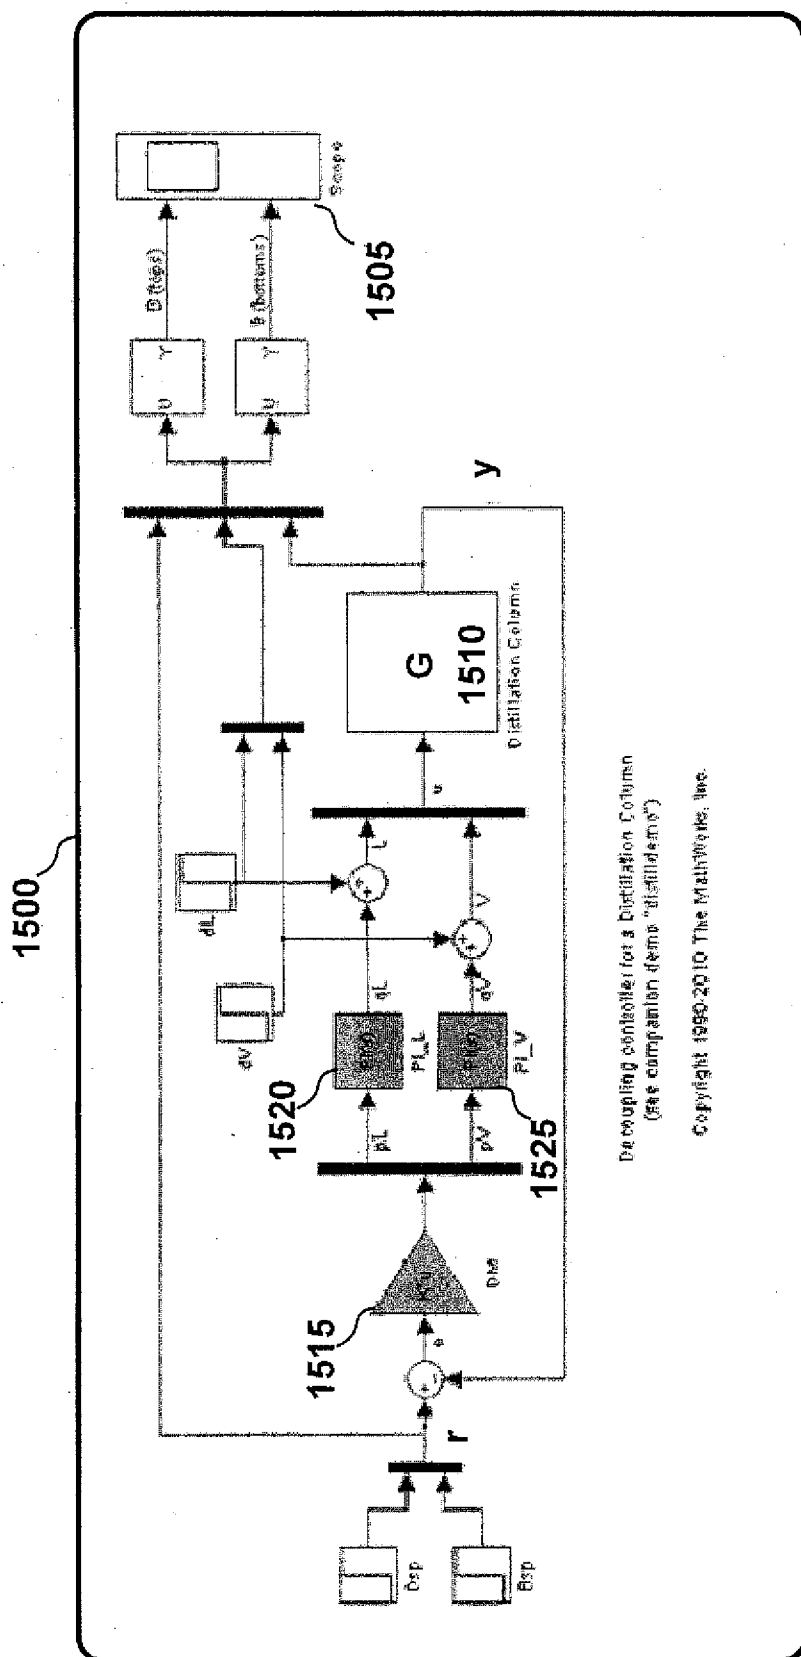 1500
dL
dV
D (tops)
B (bottoms)
U Y
U Y
Scope
1505
Dsp
Bsp
r
+
-
e
1515
DM
pL
pV
1520
PI_L
1525
PI_V
qL
qV
+
+
+
+
L
V
u
G
1510
Distillation Column
y
Decoupling controller for a Distillation Column
(see companion demo "distilldemo")
Copyright 1990-2010 The MathWorks, Inc.